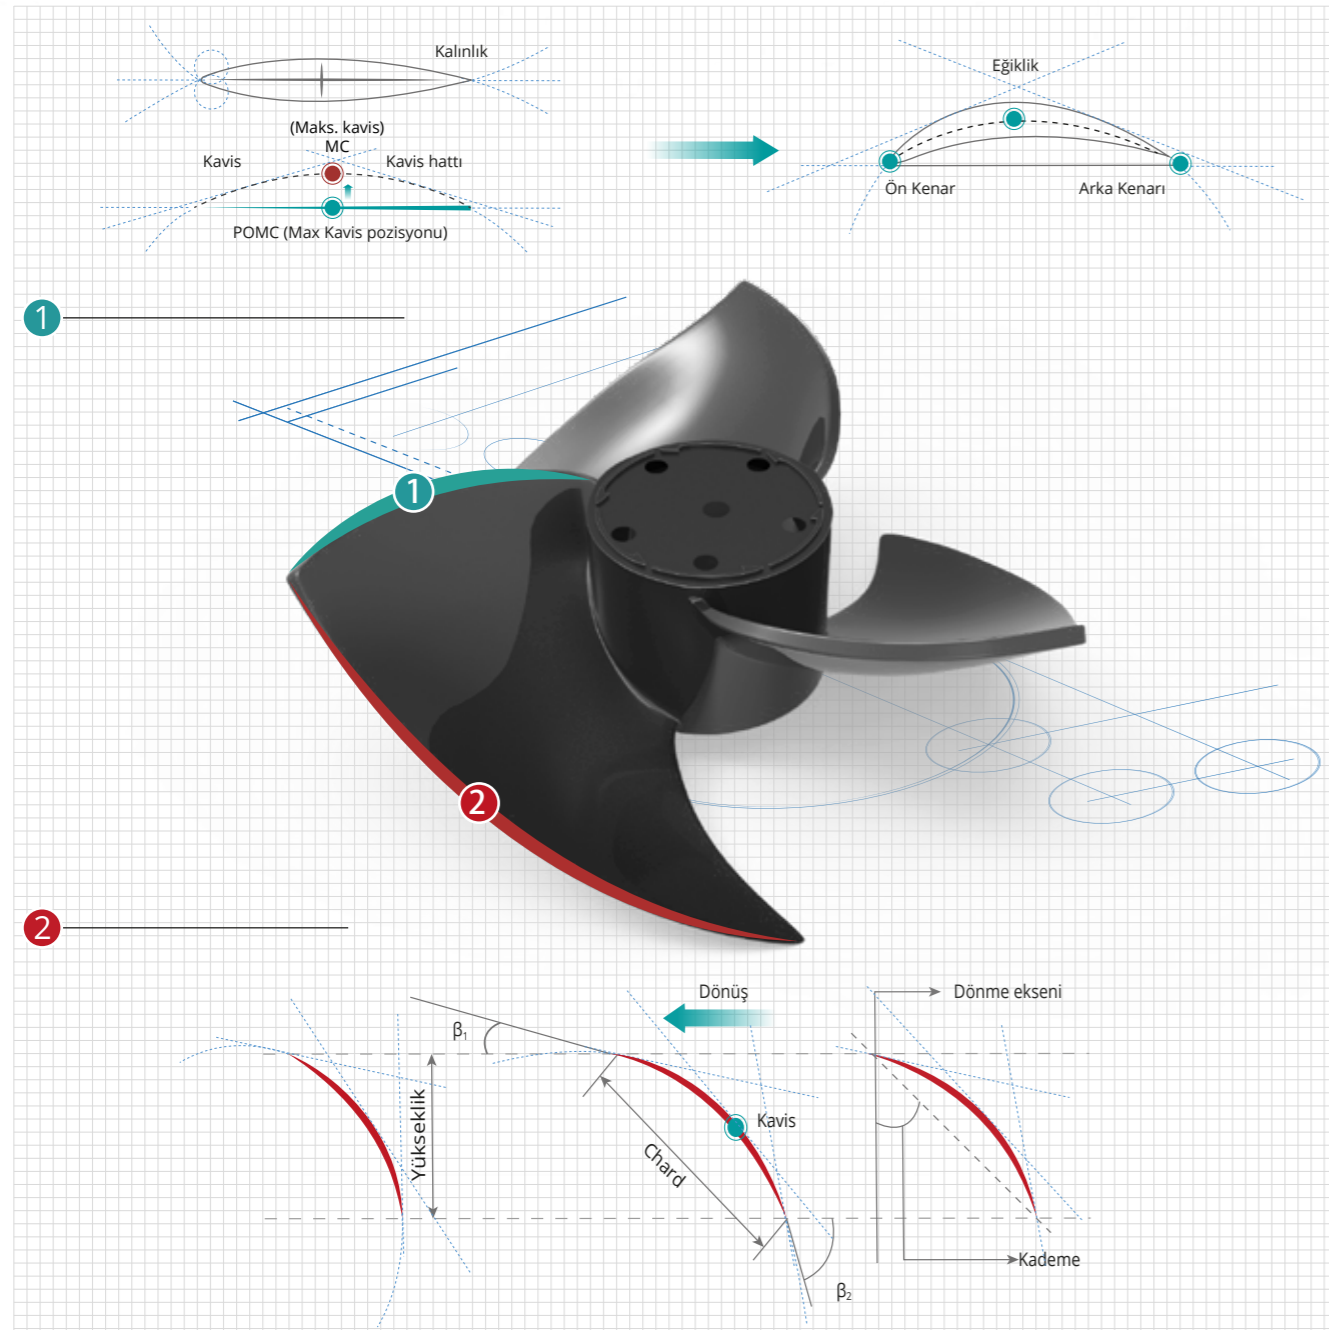 Kalınlık
(Maks. kavis)
MC
Kavis
Kavis hattı
POMC (Max Kavis pozisyonu)
Eğiklik
Ön Kenar
Arka Kenarı
1
1
2
2
Dönüş
Dönme ekseni
β1
Yükseklik
Kavis
Chard
Kademe
β2